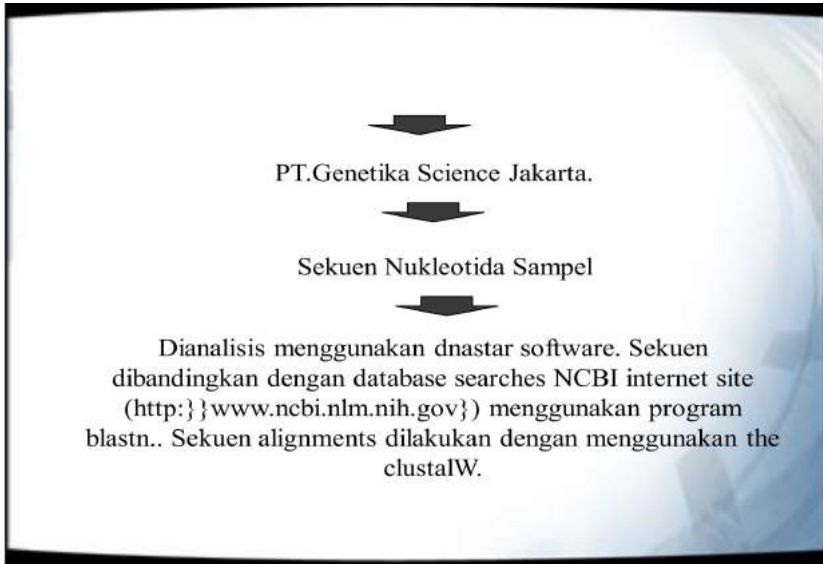 PT.Genetika Science Jakarta.
Sekuen Nukleotida Sampel
Dianalisis menggunakan dnastar software. Sekuen
dibandingkan dengan database searches NCBI internet site
(http:}}www.ncbi.nlm.nih.gov}) menggunakan program
blastn.. Sekuen alignments dilakukan dengan menggunakan the
clustalW.